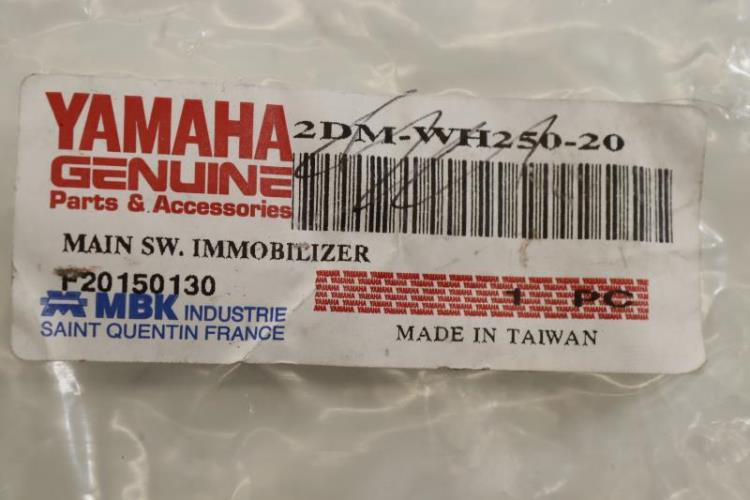 YAMAHA
GENUINE
Parts & Accessories
2DM-WH250-20
MAIN SW. IMMOBILIZER
F20150130
MBK INDUSTRIE
SAINT QUENTIN FRANCE
1 PC
MADE IN TAIWAN